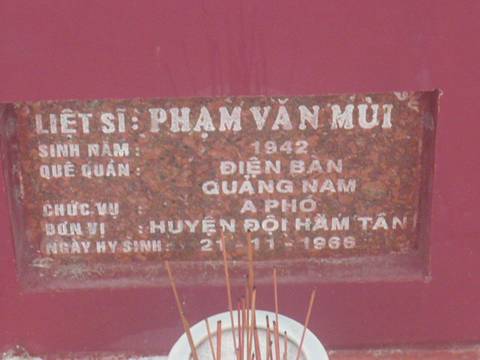 LIỆT SĨ: PHẠM VĂN MÙI
SINH NĂM: 1942
QUÊ QUÁN: ĐIỆN BÀN
QUẢNG NAM
CHỨC VỤ A PHÓ
ĐƠN VỊ : HUYỆN ĐỘI HÀM TÂN
NGÀY HY SINH: 21-11-1966